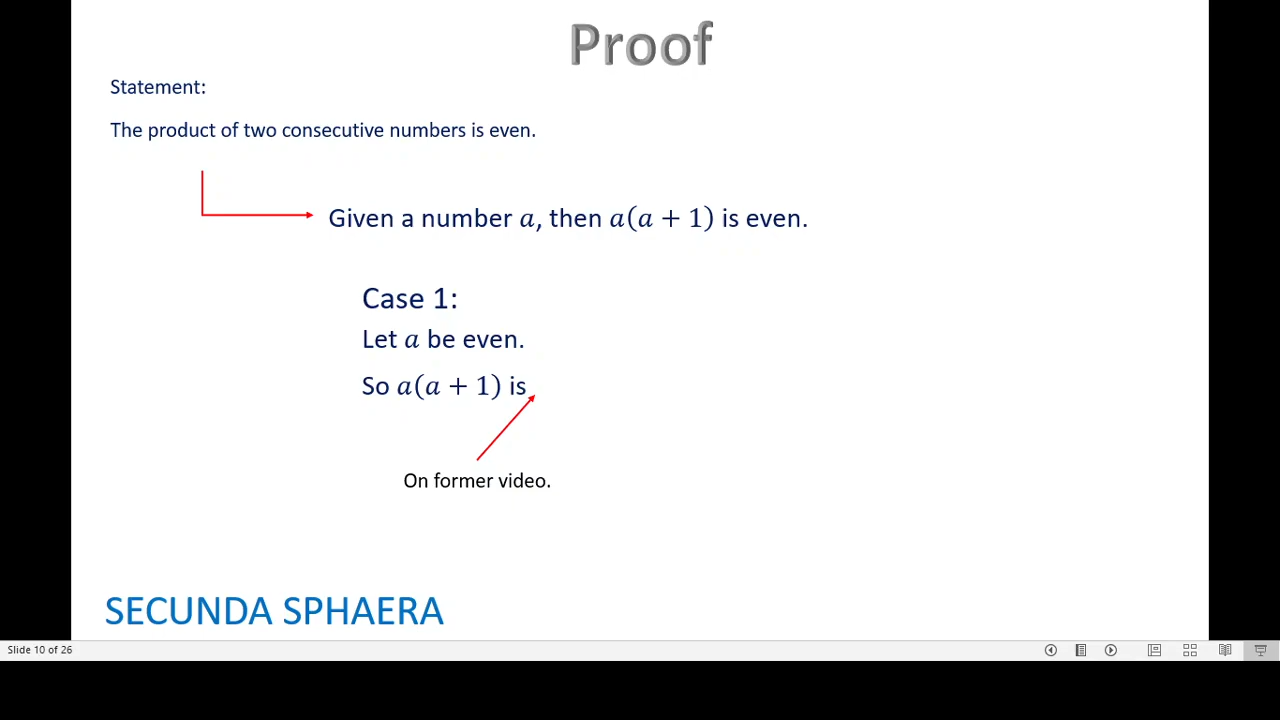 Proof
Statement:
The product of two consecutive numbers is even.
Given a number a, then a(a + 1) is even.
Case 1:
Let a be even.
So a(a + 1) is
On former video.
SECUNDA SPHAERA
Slide 10 of 26